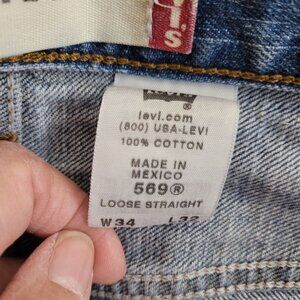 levi.com
(800) USA-LEVI
100% COTTON
MADE IN
MEXICO
569®
LOOSE STRAIGHT
W34